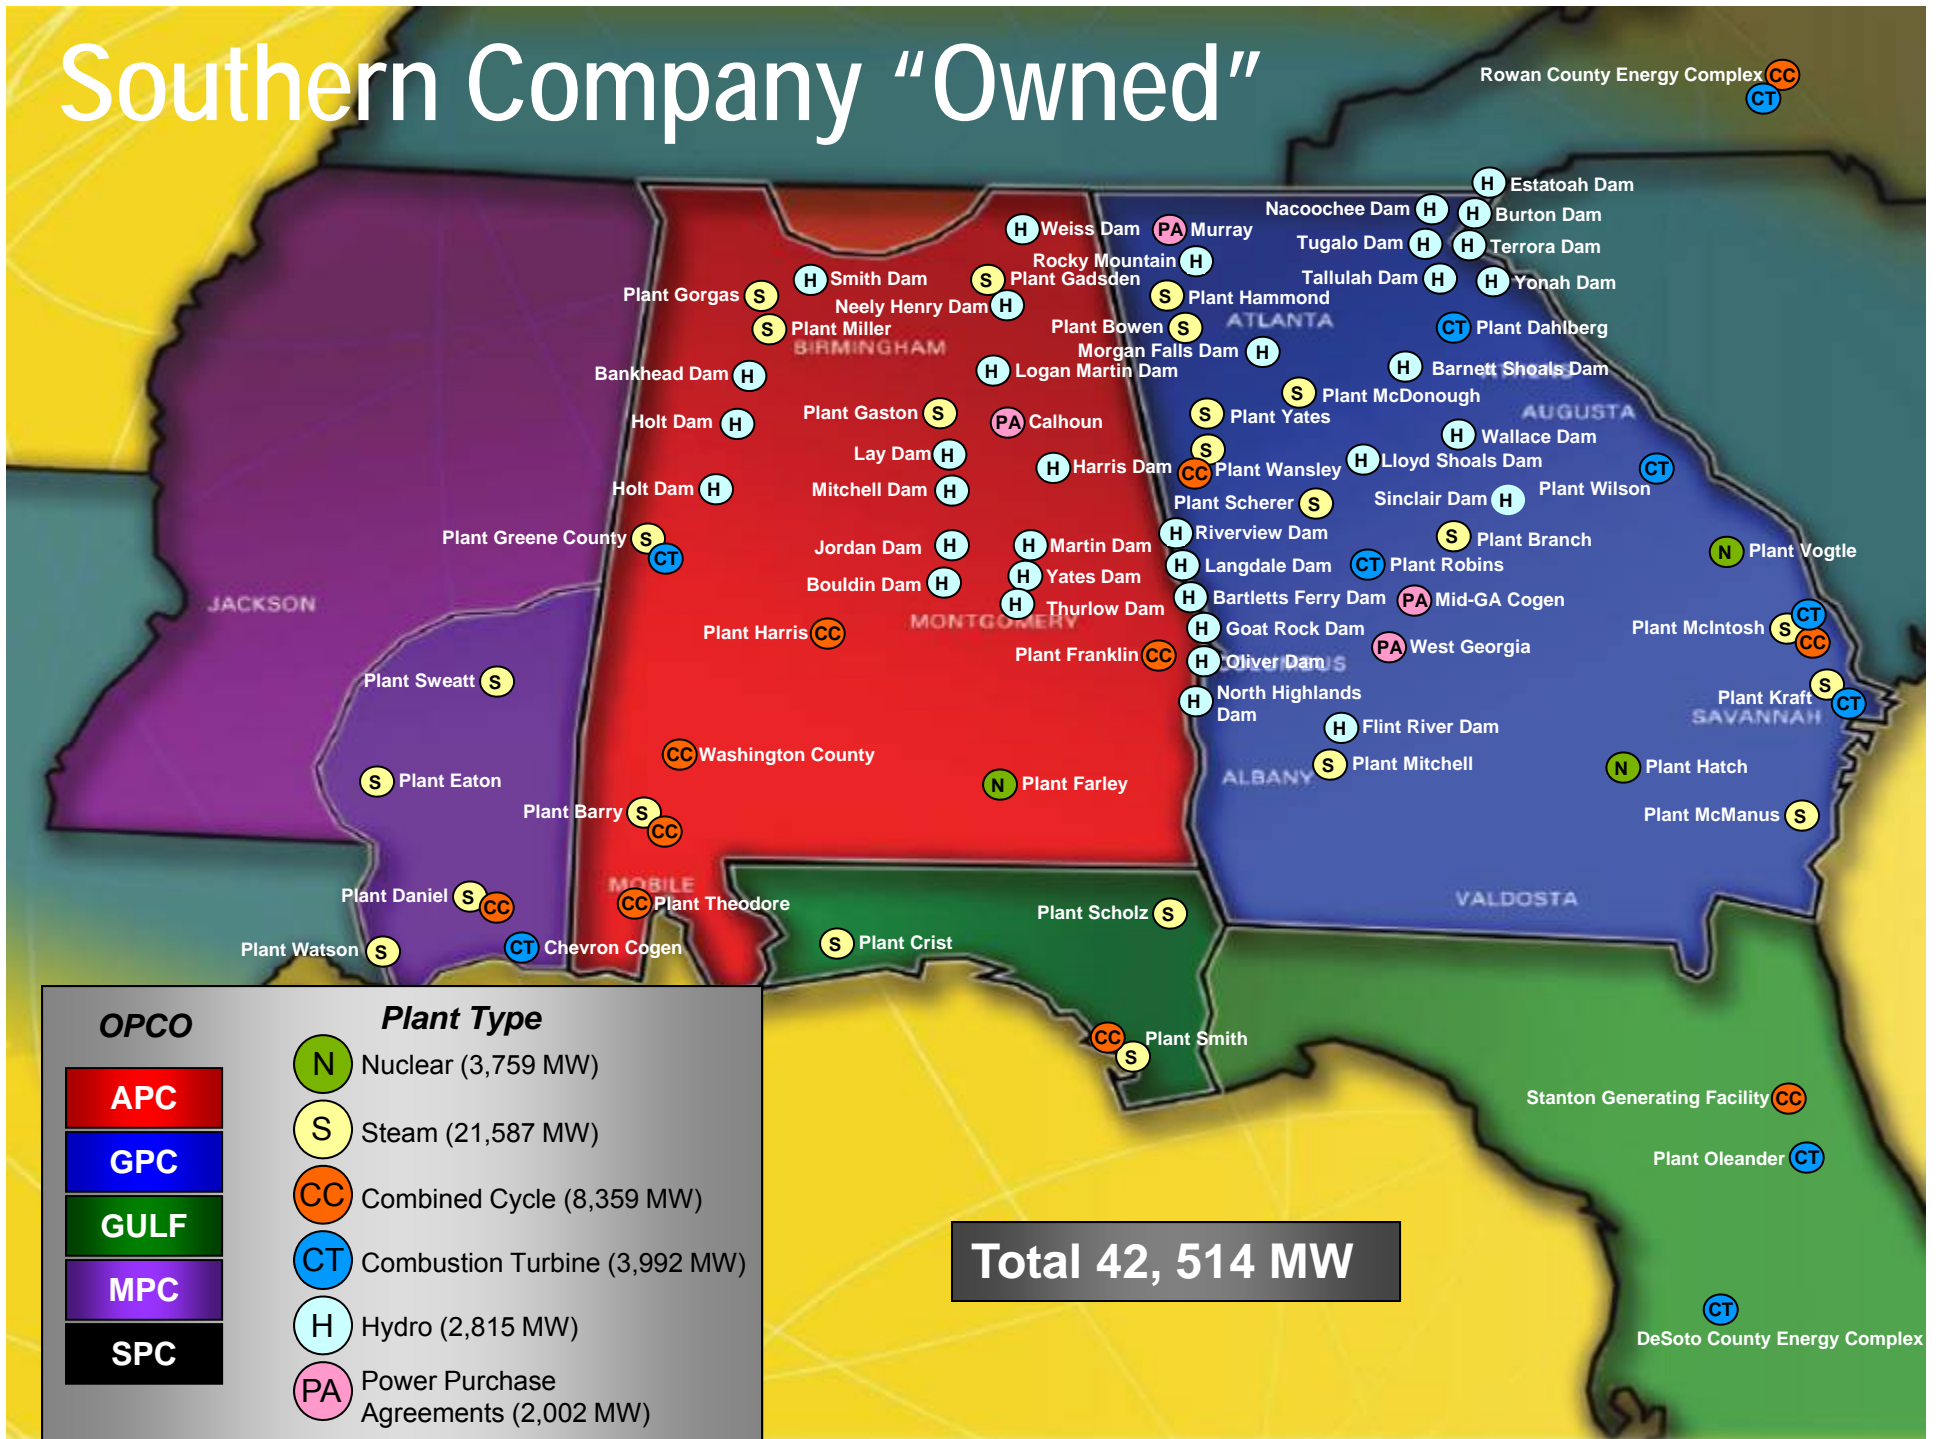 Southern Company “Owned”
Rowan County Energy Complex CC
CT
H Estatoah Dam
Nacoochee Dam H
H Burton Dam
H Weiss Dam
PA Murray
Tugalo Dam H
H Terrora Dam
Rocky Mountain H
Smith Dam H
S Plant Gadsden
Tallulah Dam H
H Yonah Dam
Plant Gorgas S
Neely Henry Dam H
S Plant Hammond
ATLANTA
S Plant Miller
BIRMINGHAM
Plant Bowen S
CT Plant Dahlberg
Morgan Falls Dam H
Bankhead Dam H
H Logan Martin Dam
H Barnett Shoals Dam
ATHENS
S Plant McDonough
Holt Dam H
Plant Gaston S
PA Calhoun
S Plant Yates
AUGUSTA
Lay Dam H
H Harris Dam
S
CC Plant Wansley
H Wallace Dam
H Lloyd Shoals Dam
CT
Plant Wilson
Holt Dam H
Mitchell Dam H
Plant Scherer S
Sinclair Dam H
Plant Greene County S
CT
Jordan Dam H
H Martin Dam
H Riverview Dam
S Plant Branch
N Plant Vogtle
Bouldin Dam H
H Yates Dam
H Langdale Dam
CT Plant Robins
JACKSON
H Thurlow Dam
MONTGOMERY
H Bartletts Ferry Dam
PA Mid-GA Cogen
Plant Harris CC
H Goat Rock Dam
Plant McIntosh S
CT
CC
Plant Franklin CC
H Oliver Dam
COLUMBUS
PA West Georgia
Plant Sweatt S
H North Highlands
Dam
Plant Kraft S
CT
SAVANNAH
H Flint River Dam
CC Washington County
S Plant Eaton
N Plant Farley
ALBANY
S Plant Mitchell
N Plant Hatch
Plant Barry S
CC
Plant McManus S
Plant Daniel S
CC
MOBILE
CC Plant Theodore
Plant Scholz S
VALDOSTA
Plant Watson S
CT Chevron Cogen
S Plant Crist
CC
S
Plant Smith
Stanton Generating Facility CC
Plant Oleander CT
CT
DeSoto County Energy Complex
OPCO
APC
GPC
GULF
MPC
SPC
Plant Type
N Nuclear (3,759 MW)
S Steam (21,587 MW)
CC Combined Cycle (8,359 MW)
CT Combustion Turbine (3,992 MW)
H Hydro (2,815 MW)
PA Power Purchase
Agreements (2,002 MW)
Total 42, 514 MW